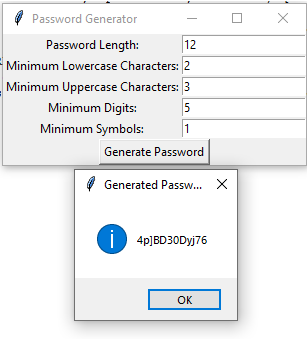 Password Generator
Password Length: 12
Minimum Lowercase Characters: 2
Minimum Uppercase Characters: 3
Minimum Digits: 5
Minimum Symbols: 1
Generate Password
Generated Passw...
4p]BD30Dyj76
OK